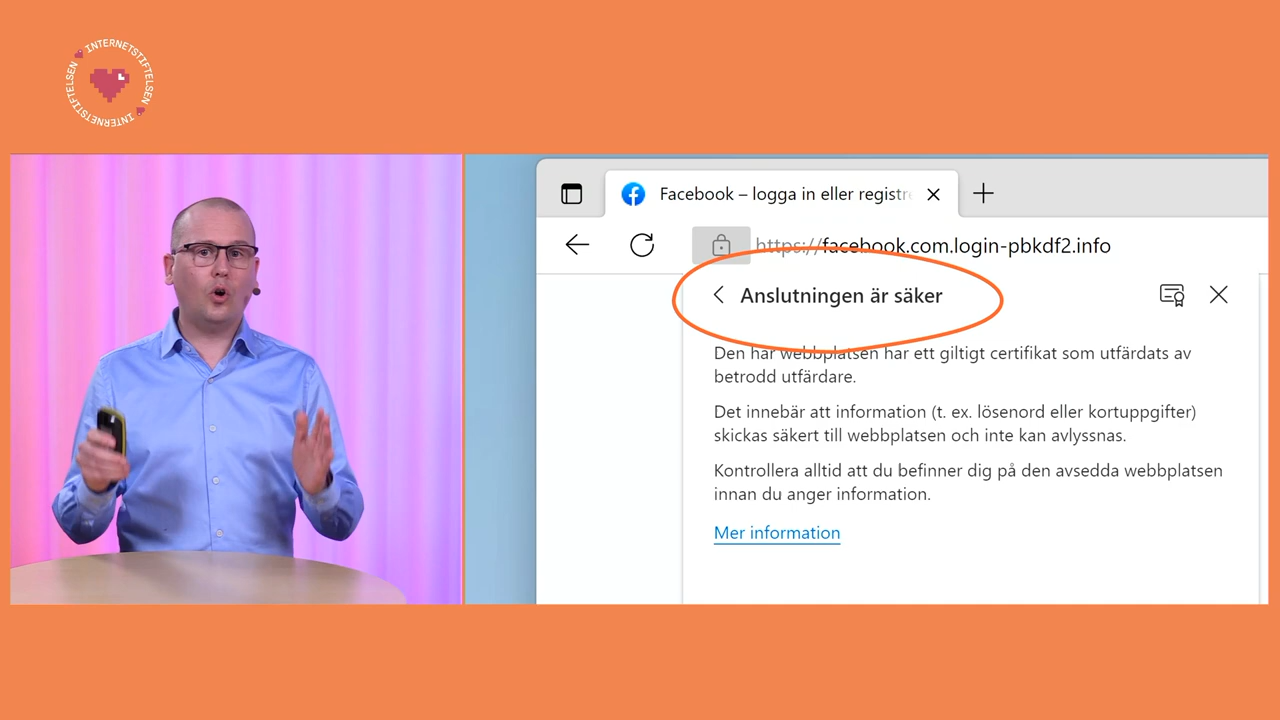 INTERNETSTIFTELSEN
INTERNETSTIFTELSEN
Facebook – logga in eller registre
https://facebook.com.login-pbkdf2.info
Anslutningen är säker
Den här webbplatsen har ett giltigt certifikat som utfärdats av
betrodd utfärdare.
Det innebär att information (t. ex. lösenord eller kortuppgifter)
skickas säkert till webbplatsen och inte kan avlyssnas.
Kontrollera alltid att du befinner dig på den avsedda webbplatsen
innan du anger information.
Mer information